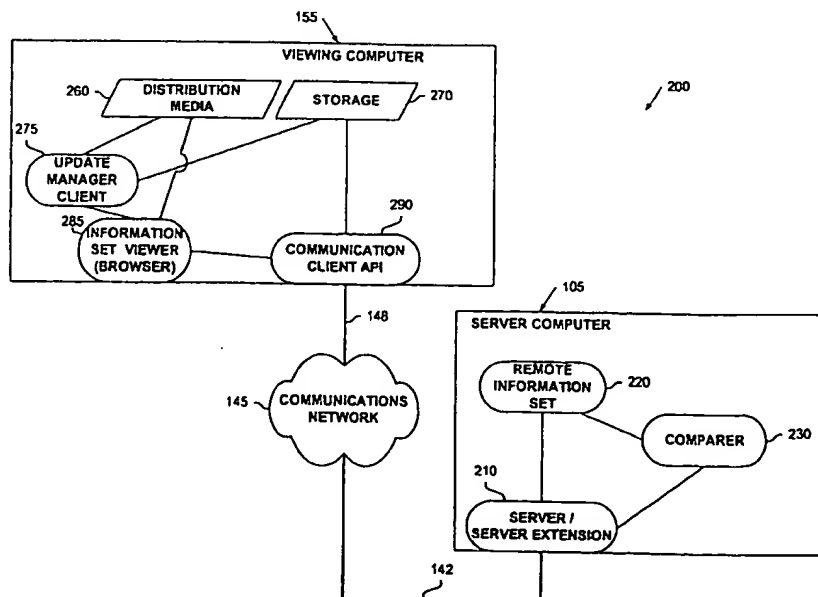 155
VIEWING COMPUTER
260
DISTRIBUTION
MEDIA
STORAGE
270
200
275
UPDATE
MANAGER
CLIENT
285
INFORMATION
SET VIEWER
(BROWSER)
290
COMMUNICATION
CLIENT API
148
105
SERVER COMPUTER
145
COMMUNICATIONS
NETWORK
REMOTE
INFORMATION
SET
220
COMPARER
230
210
SERVER /
SERVER EXTENSION
142